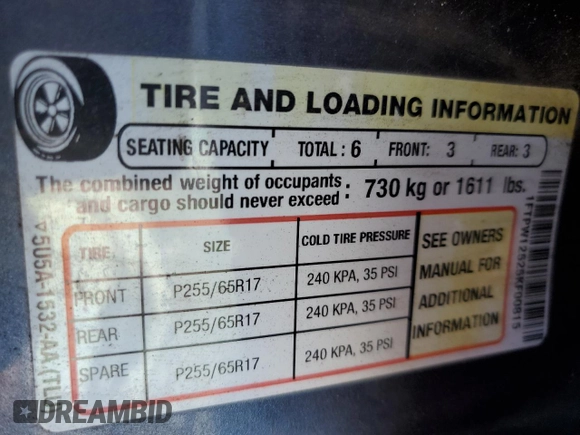 TIRE AND LOADING INFORMATION
SEATING CAPACITY TOTAL: 6 FRONT: 3 REAR: 3
The combined weight of occupants and cargo should never exceed: 730 kg or 1611 lbs.
TIRE SIZE COLD TIRE PRESSURE
FRONT P255/65R17 240 KPA, 35 PSI
REAR P255/65R17 240 KPA, 35 PSI
SPARE P255/65R17 240 KPA, 35 PSI
SEE OWNERS
MANUAL FOR
ADDITIONAL
INFORMATION
DREAMBID